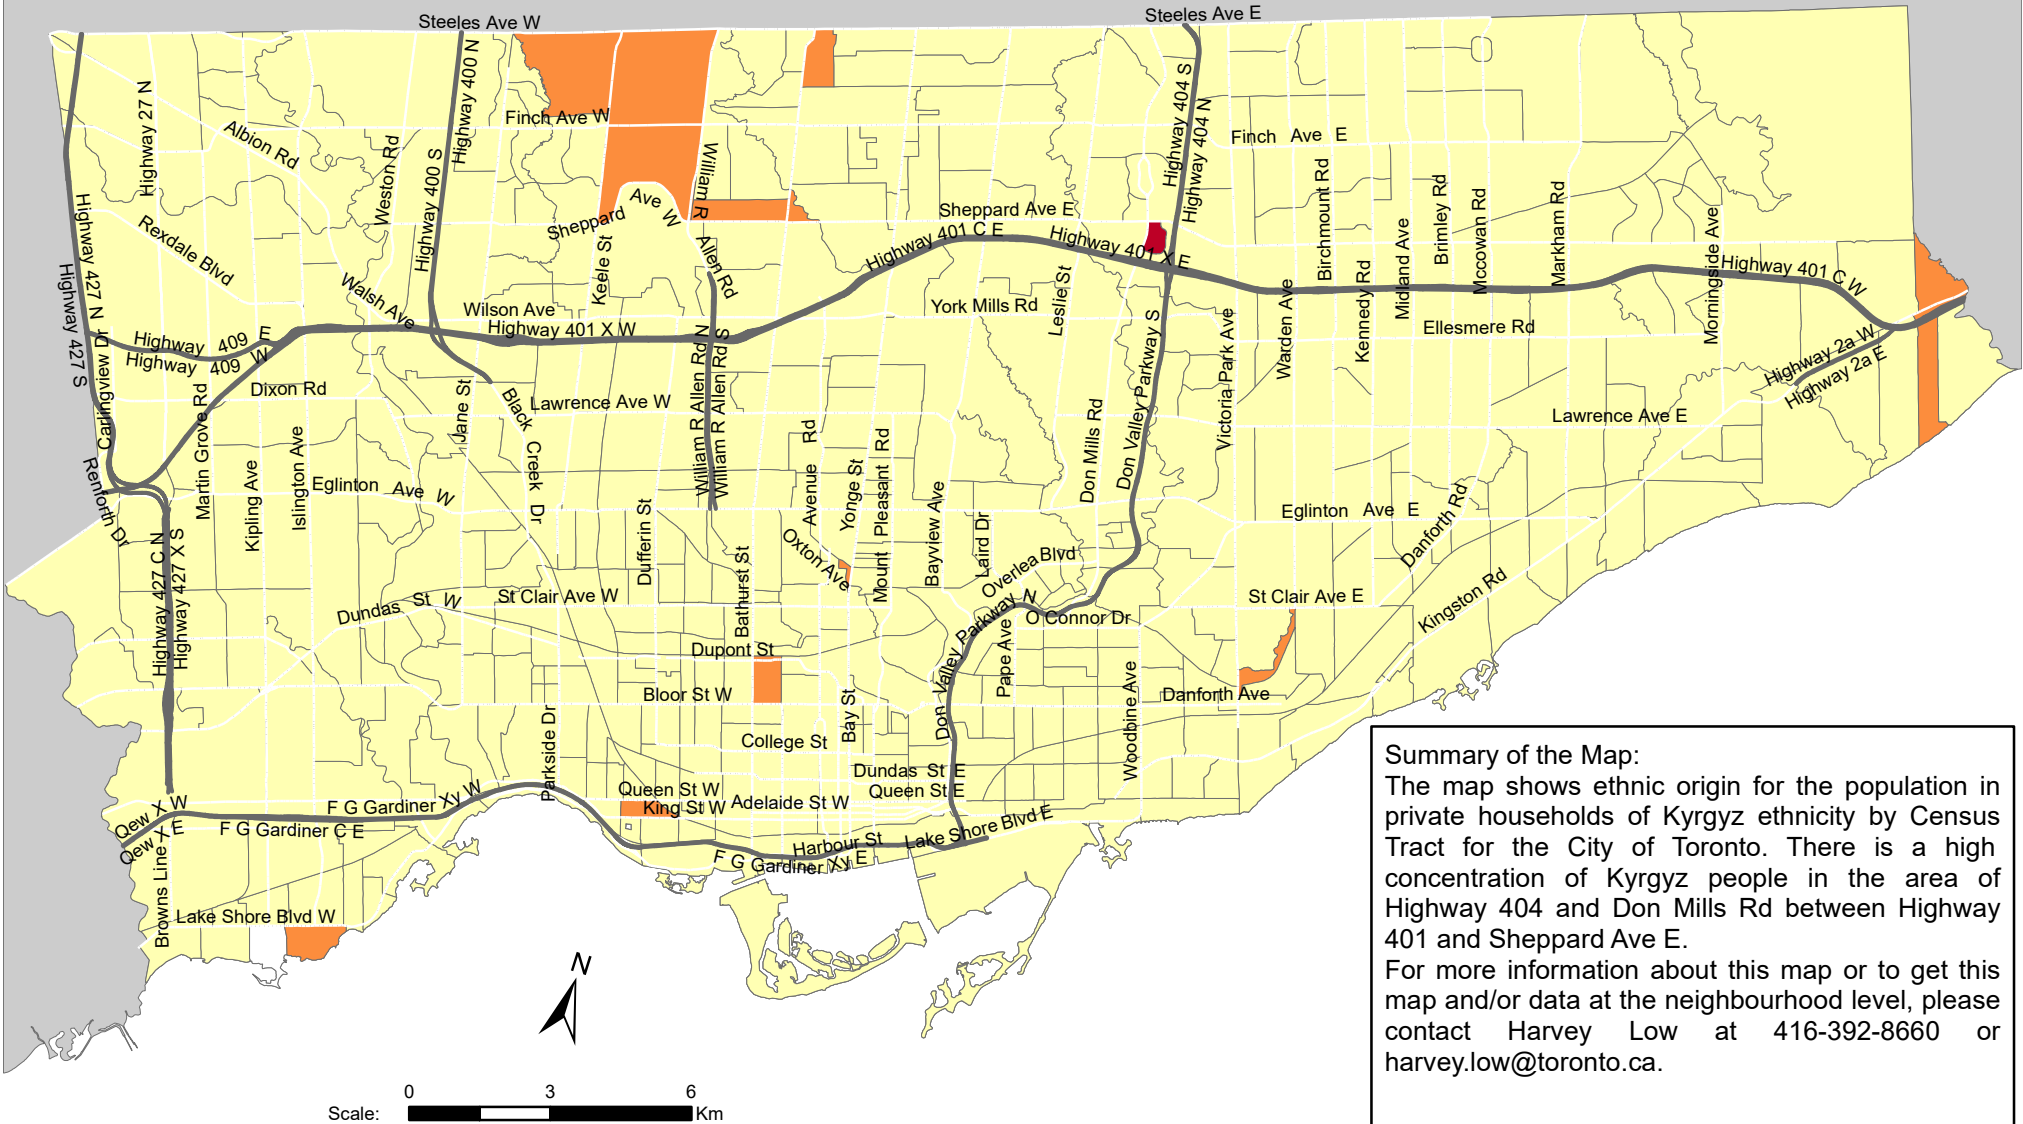 Steeles Ave W
Steeles Ave E
Highway 27 N
Albion Rd
Weston Rd
Highway 400 N
Highway 400 S
Finch Ave W
William R
Allen Rd
Highway 404 S
Highway 404 N
Finch Ave E
Highway 427 N
Highway 427 S
Rexdale Blvd
Walsh Ave
Sheppard Ave W
Keele St
Sheppard Ave E
Highway 401 C E
Highway 401 X E
Leslie St
York Mills Rd
Birchmount Rd
Midland Ave
Brimley Rd
Mccowan Rd
Markham Rd
Morningside Ave
Highway 401 C W
Wilson Ave
Highway 401 X W
Highway 409 E
Highway 409 W
Carlingview Dr
Dixon Rd
Martin Grove Rd
Jane St
Black Creek Dr
Lawrence Ave W
William R Allen Rd N
William R Allen Rd S
Don Valley Parkway S
Victoria Park Ave
Warden Ave
Kennedy Rd
Ellesmere Rd
Highway 2a W
Highway 2a E
Lawrence Ave E
Renforth Dr
Kipling Ave
Islington Ave
Eglinton Ave W
Dufferin St
Avenue Rd
Yonge St
Mount Pleasant Rd
Bayview Ave
Laird Dr
Don Mills Rd
Eglinton Ave E
Danforth Rd
Highway 427 C N
Highway 427 X S
Oxton Ave
Bathurst St
Overlea Blvd
Dundas St W
St Clair Ave W
St Clair Ave E
Kingston Rd
Don Valley Parkway N
O Connor Dr
Pape Ave
Dupont St
Bloor St W
Danforth Ave
Woodbine Ave
Bay St
Parkside Dr
College St
Dundas St E
Queen St E
Queen St W
King St W
Adelaide St W
Qew X W
Qew X E
F G Gardiner Xy W
F G Gardiner C E
Harbour St
Lake Shore Blvd E
F G Gardiner Xy E
Browns Line
Lake Shore Blvd W
N
Scale:
0 3 6
Km
Summary of the Map:
The map shows ethnic origin for the population in
private households of Kyrgyz ethnicity by Census
Tract for the City of Toronto. There is a high
concentration of Kyrgyz people in the area of
Highway 404 and Don Mills Rd between Highway
401 and Sheppard Ave E.
For more information about this map or to get this
map and/or data at the neighbourhood level, please
contact Harvey Low at 416-392-8660 or
harvey.low@toronto.ca.